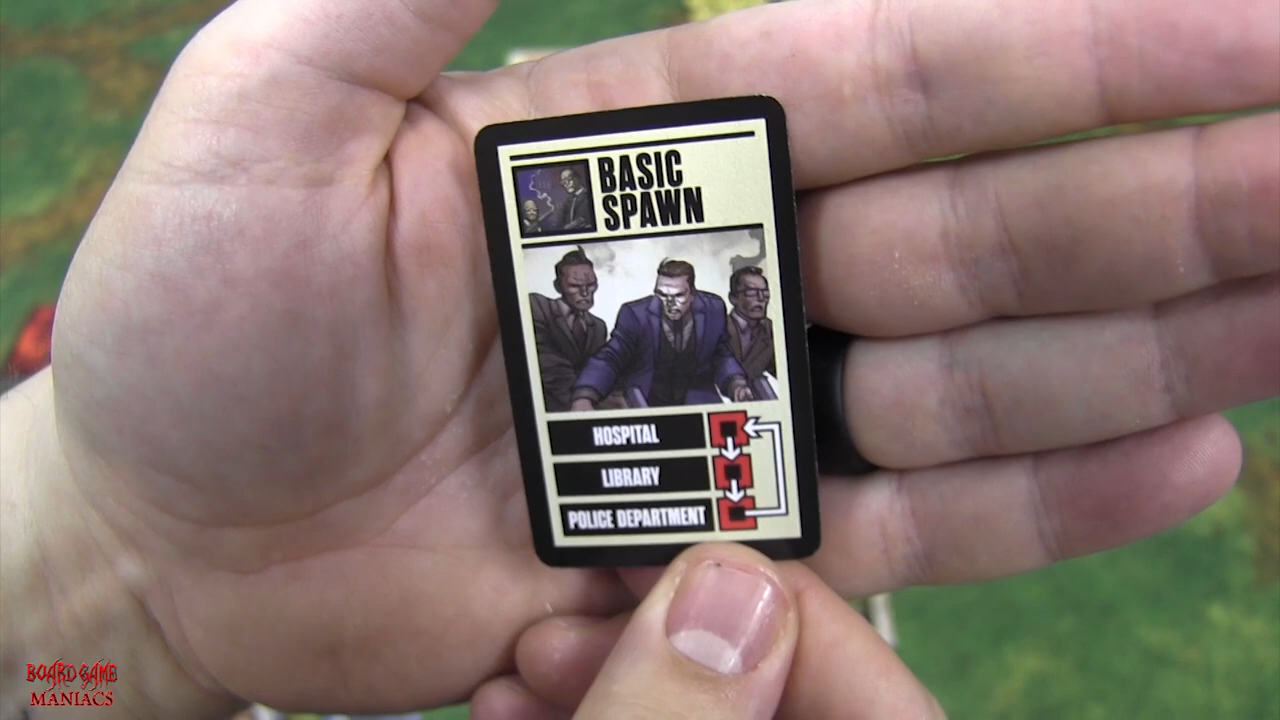 BASIC
SPAWN
HOSPITAL
LIBRARY
POLICE DEPARTMENT
BOARD GAME
MANIACS